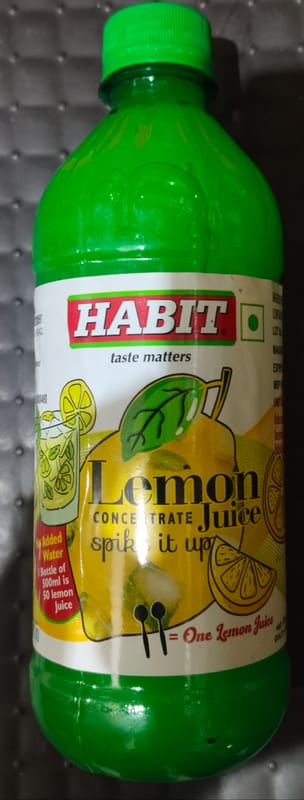 HABIT
taste matters
Lemon
CONCENTRATE Juice
spike it up
Added
Water
Bottle of
500ml is
50 lemon
juice
= One Lemon Juice